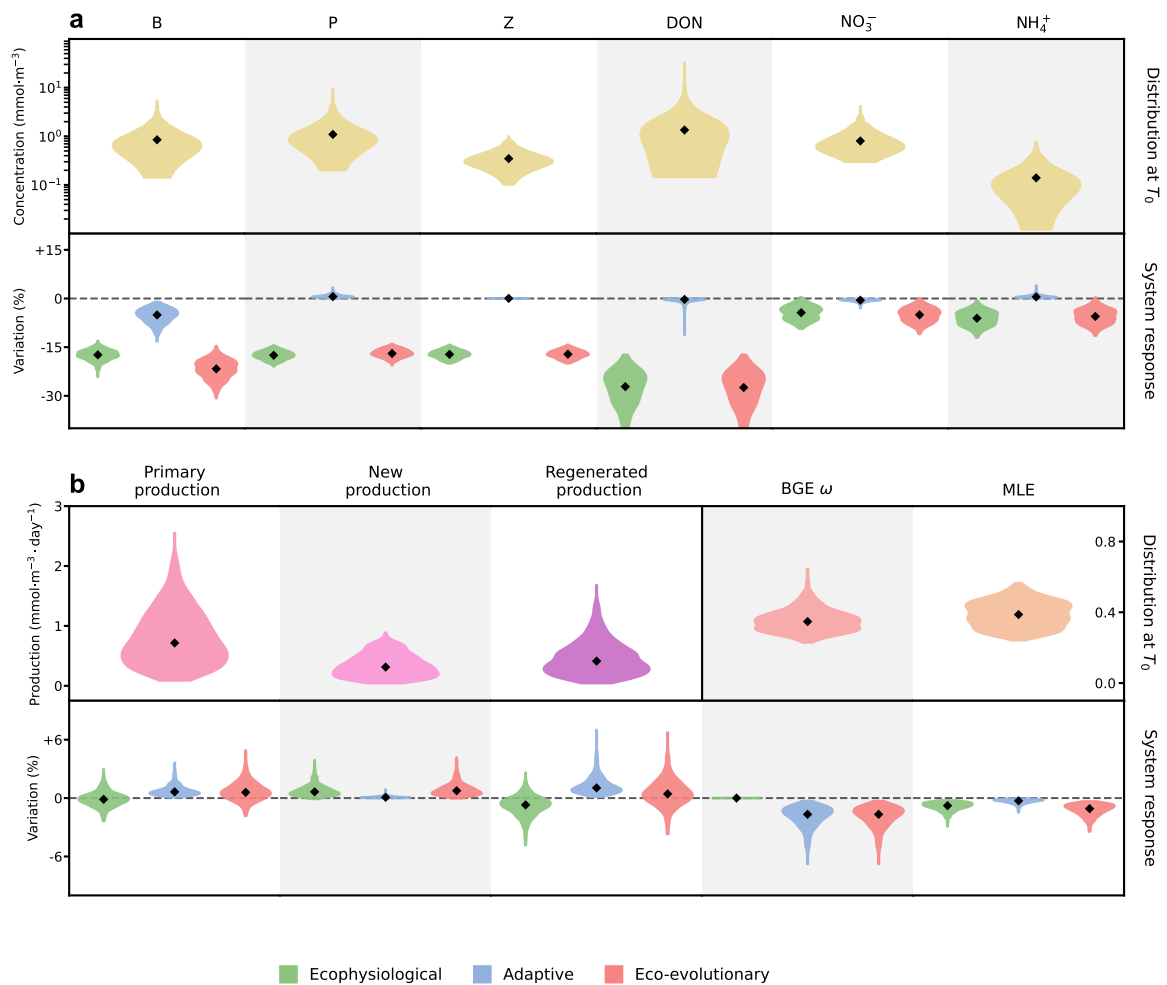 a
B P Z DON NO₃⁻ NH₄⁺
Concentration (mmol·m⁻³)
10¹
10⁰
10⁻¹
Distribution at T₀
Variation (%)
+15
0
-15
-30
System response
b
Primary production
New production
Regenerated production
BGE ω
MLE
Production (mmol·m⁻³ · day⁻¹)
3
2
1
0
0.8
0.4
0.0
Distribution at T₀
Variation (%)
+6
0
-6
System response
Ecophysiological Adaptive Eco-evolutionary